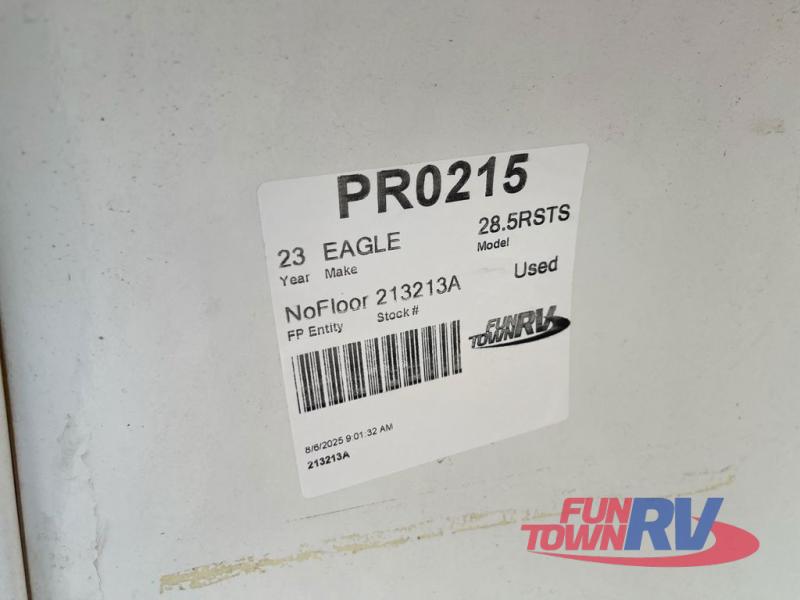 PR0215
23 EAGLE 28.5RSTS
Year Make Model
NoFloor 213213A Used
FP Entity Stock#
FUN TOWN RV
8/6/2025 9:01:32 AM
213213A
FUN TOWN RV